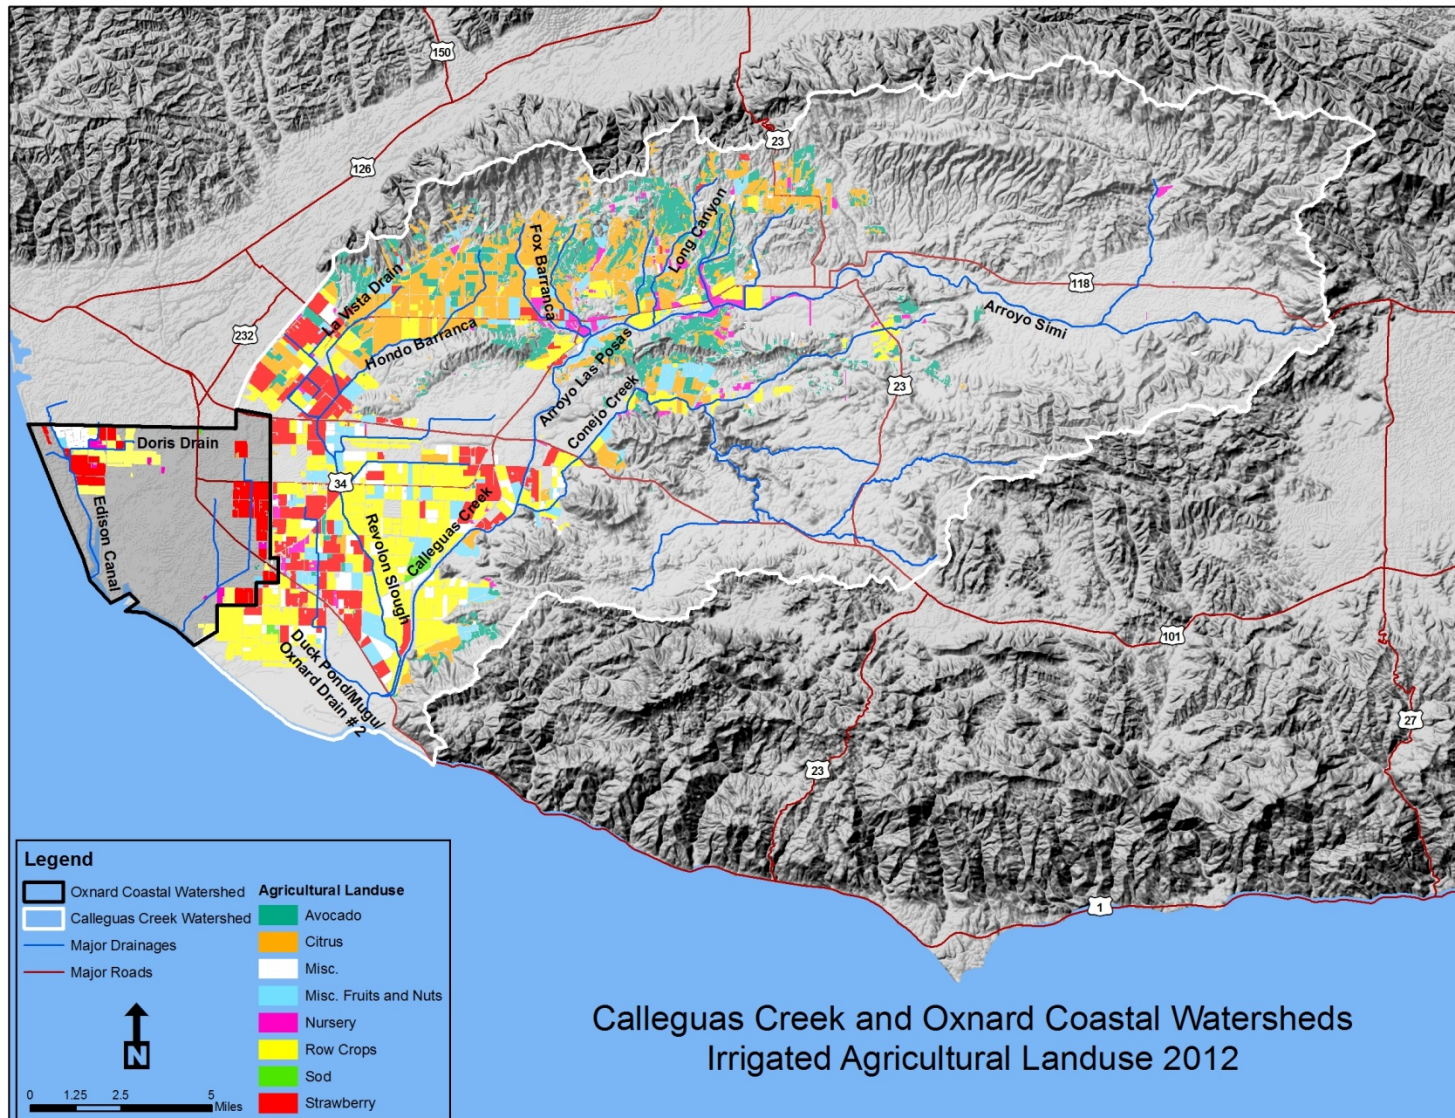 150
126
23
232
118
23
34
101
27
23
1
La Vista Drain
Fox Barranca
Long Canyon
Hondo Barranca
Arroyo Las Posas
Arroyo Simi
Conejo Creek
Doris Drain
Edison Canal
Revolon Slough
Calleguas Creek
Duck Pond/Mugu/
Oxnard Drain # 2
Legend
Oxnard Coastal Watershed
Calleguas Creek Watershed
Major Drainages
Major Roads
N
0 1.25 2.5 5
Miles
Agricultural Landuse
Avocado
Citrus
Misc.
Misc. Fruits and Nuts
Nursery
Row Crops
Sod
Strawberry
Calleguas Creek and Oxnard Coastal Watersheds
Irrigated Agricultural Landuse 2012